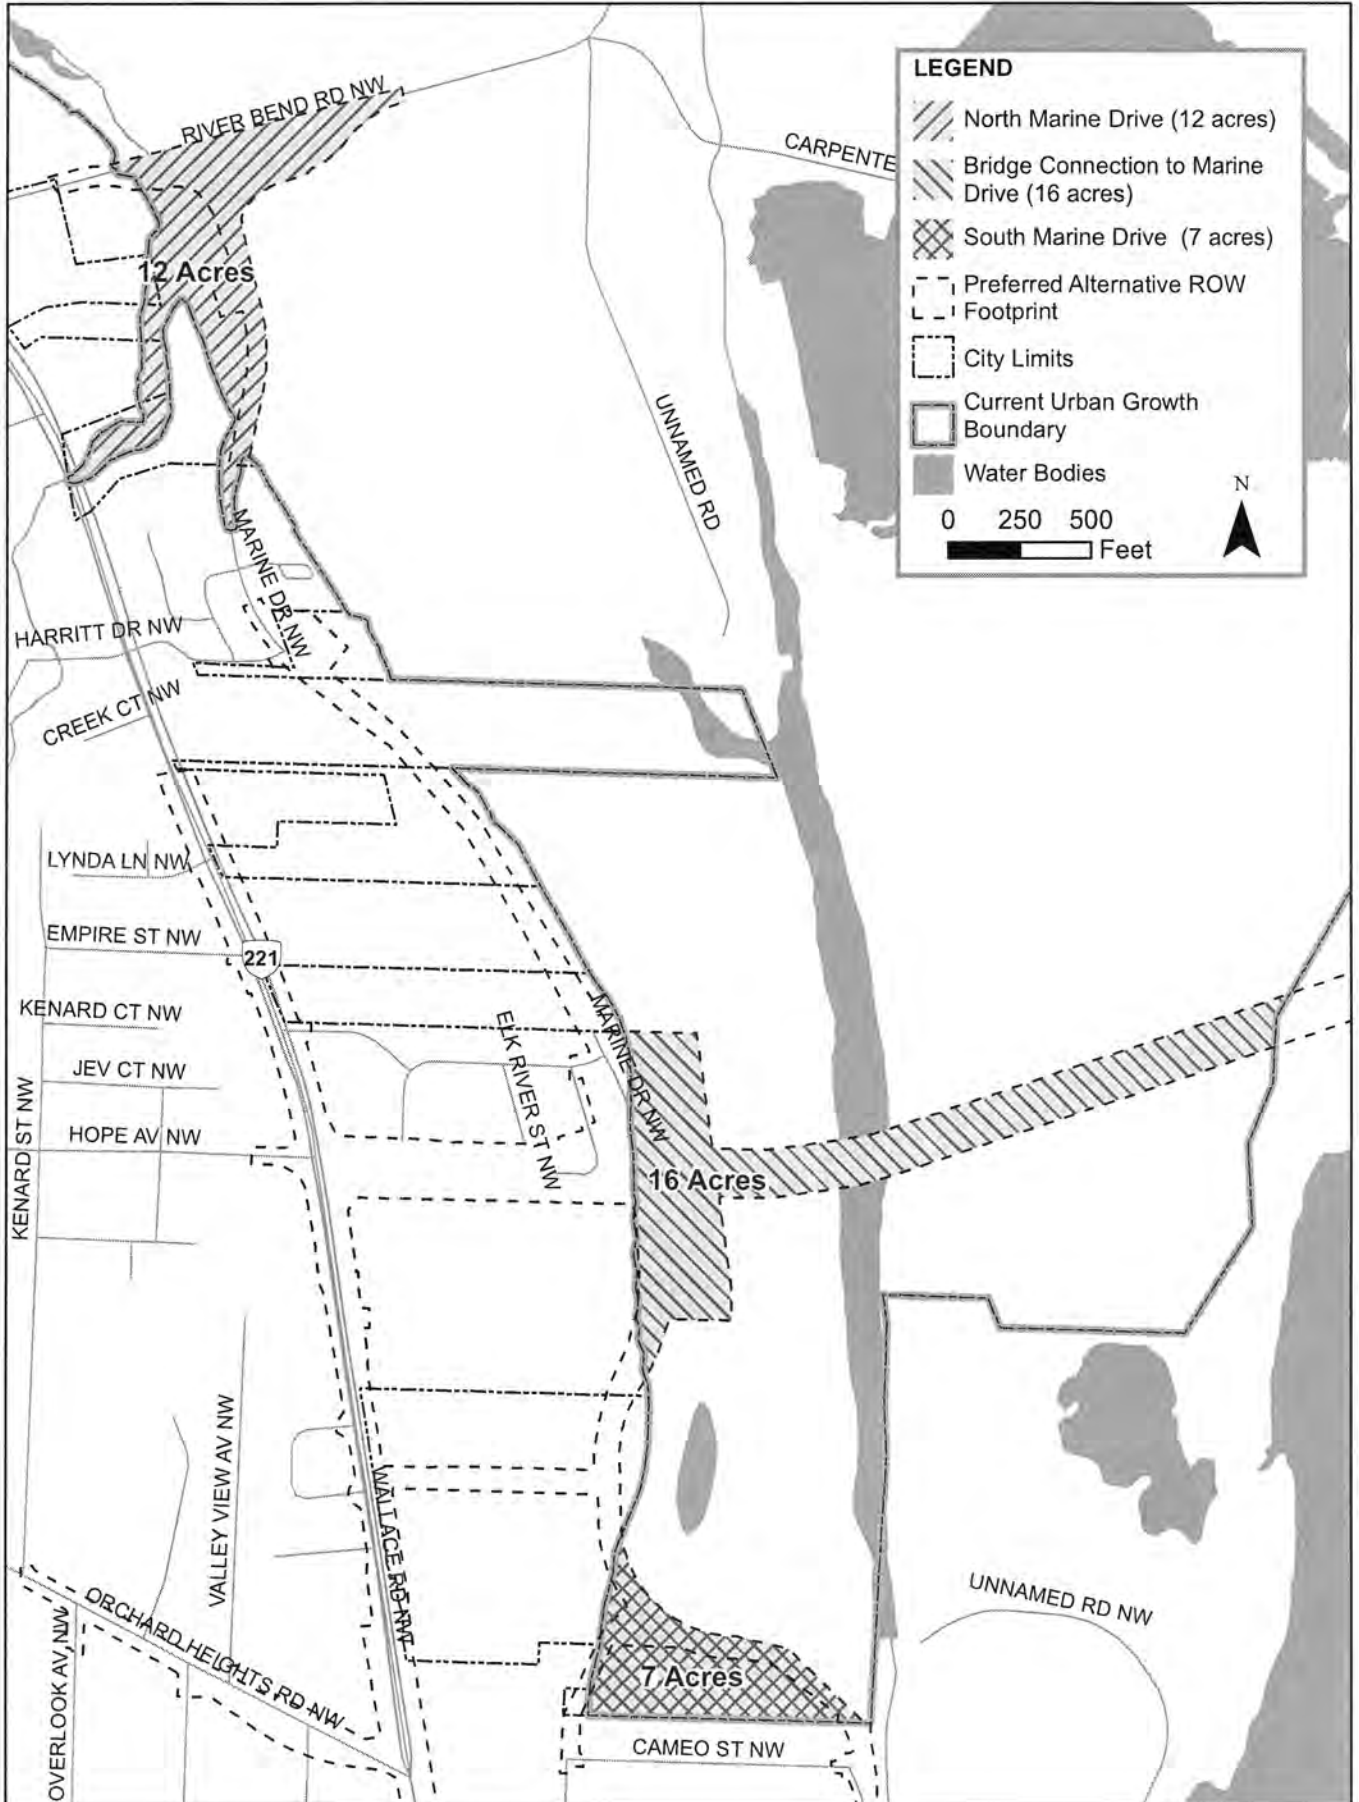 RIVER BEND RD NW
CARPENTE
LEGEND
North Marine Drive (12 acres)
Bridge Connection to Marine
Drive (16 acres)
South Marine Drive (7 acres)
Preferred Alternative ROW
Footprint
City Limits
Current Urban Growth
Boundary
Water Bodies
0 250 500
Feet
N
12 Acres
UNNAMED RD
MARINE DR NW
HARRITT DR NW
CREEK CT NW
LYNDA LN NW
EMPIRE ST NW
221
KENARD CT NW
ELK RIVER ST NW
MARINE DR NW
JEV CT NW
KENARD ST NW
HOPE AV NW
16 Acres
VALLEY VIEW AV NW
WALLACE RD NW
ORCHARD HEIGHTS RD NW
OVERLOOK AV NW
UNNAMED RD NW
7 Acres
CAMEO ST NW